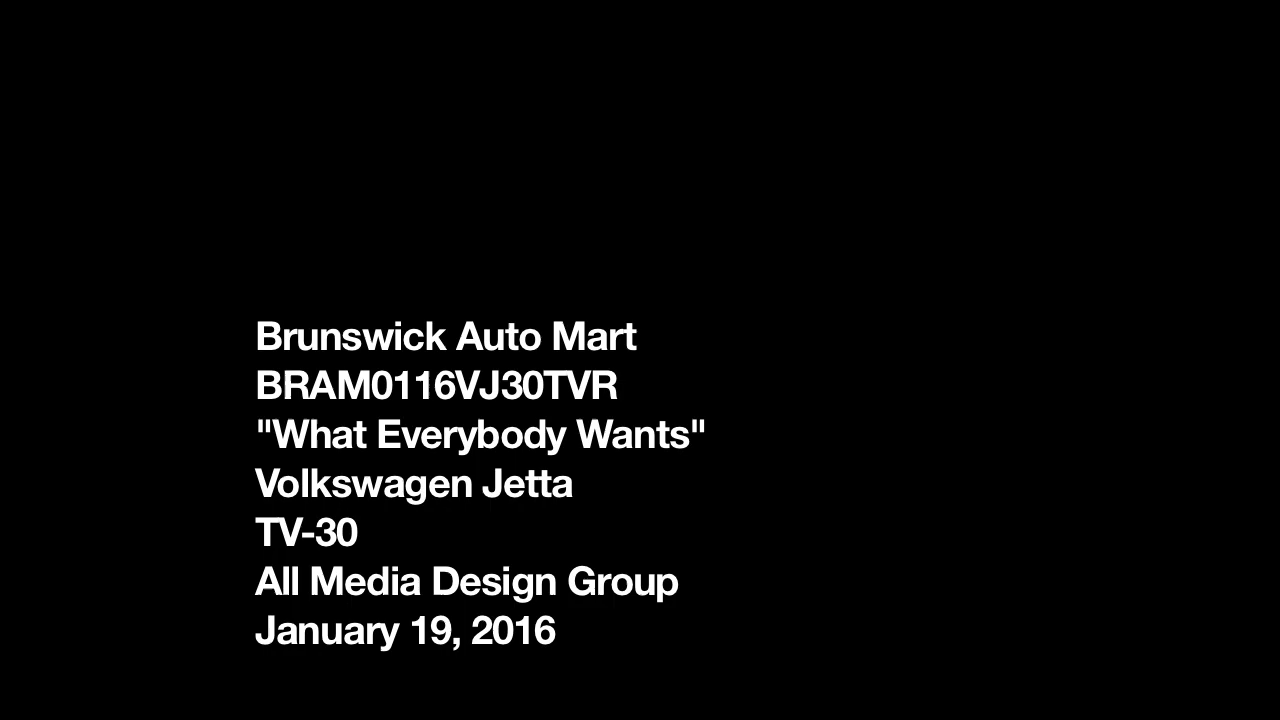 Brunswick Auto Mart
BRAM0116VJ30TVR
"What Everybody Wants"
Volkswagen Jetta
TV-30
All Media Design Group
January 19, 2016